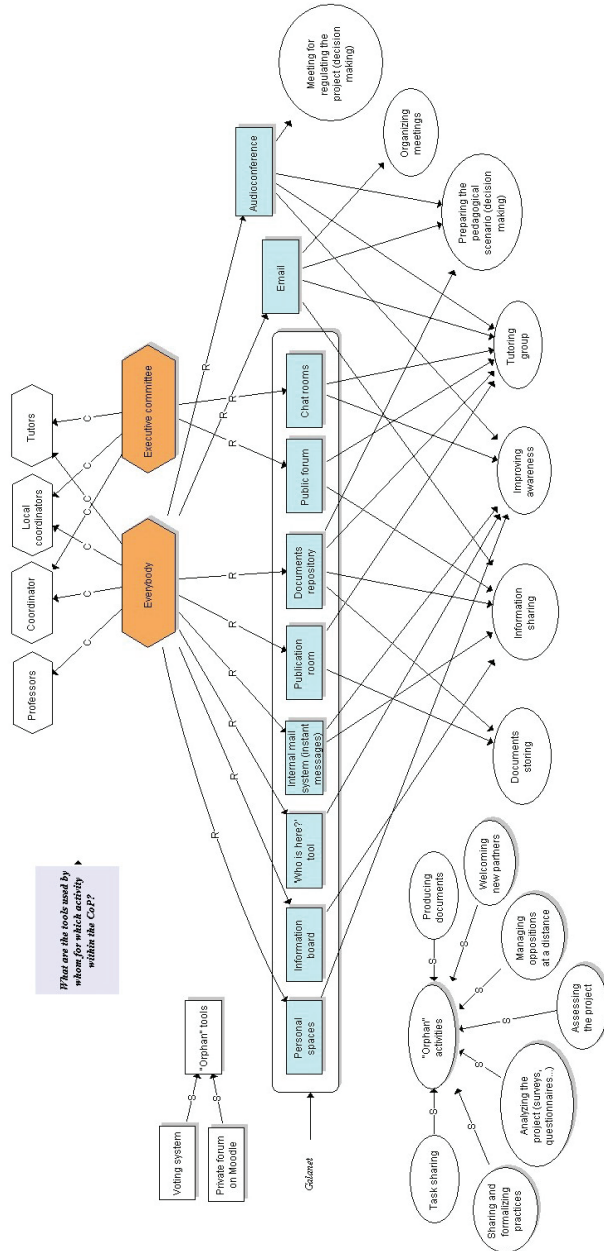 What are the tools used by
whom for which activity
within the CoP?
Professors
Coordinator
Local
coordinators
Tutors
C
C
C
C
C
C
C
Everybody
Executive committee
R
R
R
R
R
R
R
R
R
R
Voting system
Private forum
on Moodle
S
S
"Orphan" tools
Galanet
Personal
spaces
Information
board
'Who is here?'
tool
Internal mail
system (instant
messages)
Publication
room
Documents
repository
Public forum
Chat rooms
Email
Audioconference
Task sharing
Producing
documents
Welcoming
new partners
Managing
oppositions
at a distance
Assessing
the project
Analyzing the
project (surveys,
questionnaires...)
Sharing and
formalizing
practices
S
S
S
S
S
S
S
"Orphan"
activities
Documents
storing
Information
sharing
Improving
awareness
Tutoring
group
Preparing the
pedagogical
scenario (decision
making)
Organizing
meetings
Meeting for
regulating the
project (decision
making)